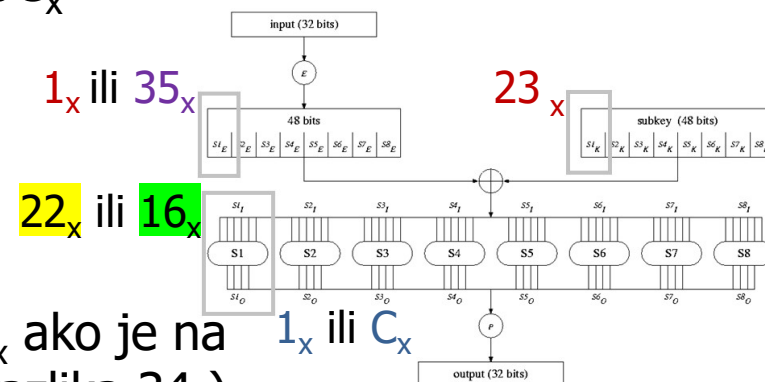 x
input (32 bits)
E
1x ili 35x
23 x
48 bits
S1E S2E S3E S4E S5E S6E S7E S8E
subkey (48 bits)
S1K S2K S3K S4K S5K S6K S7K S8
22x ili 16x
S1I S2I S3I S4I S5I S6I S7I S8I
S1 S2 S3 S4 S5 S6 S7 S8
S1O S2O S3O S4O S5O S6O S7O S8O
x ako je na
1x ili Cx
P
output (32 bits)